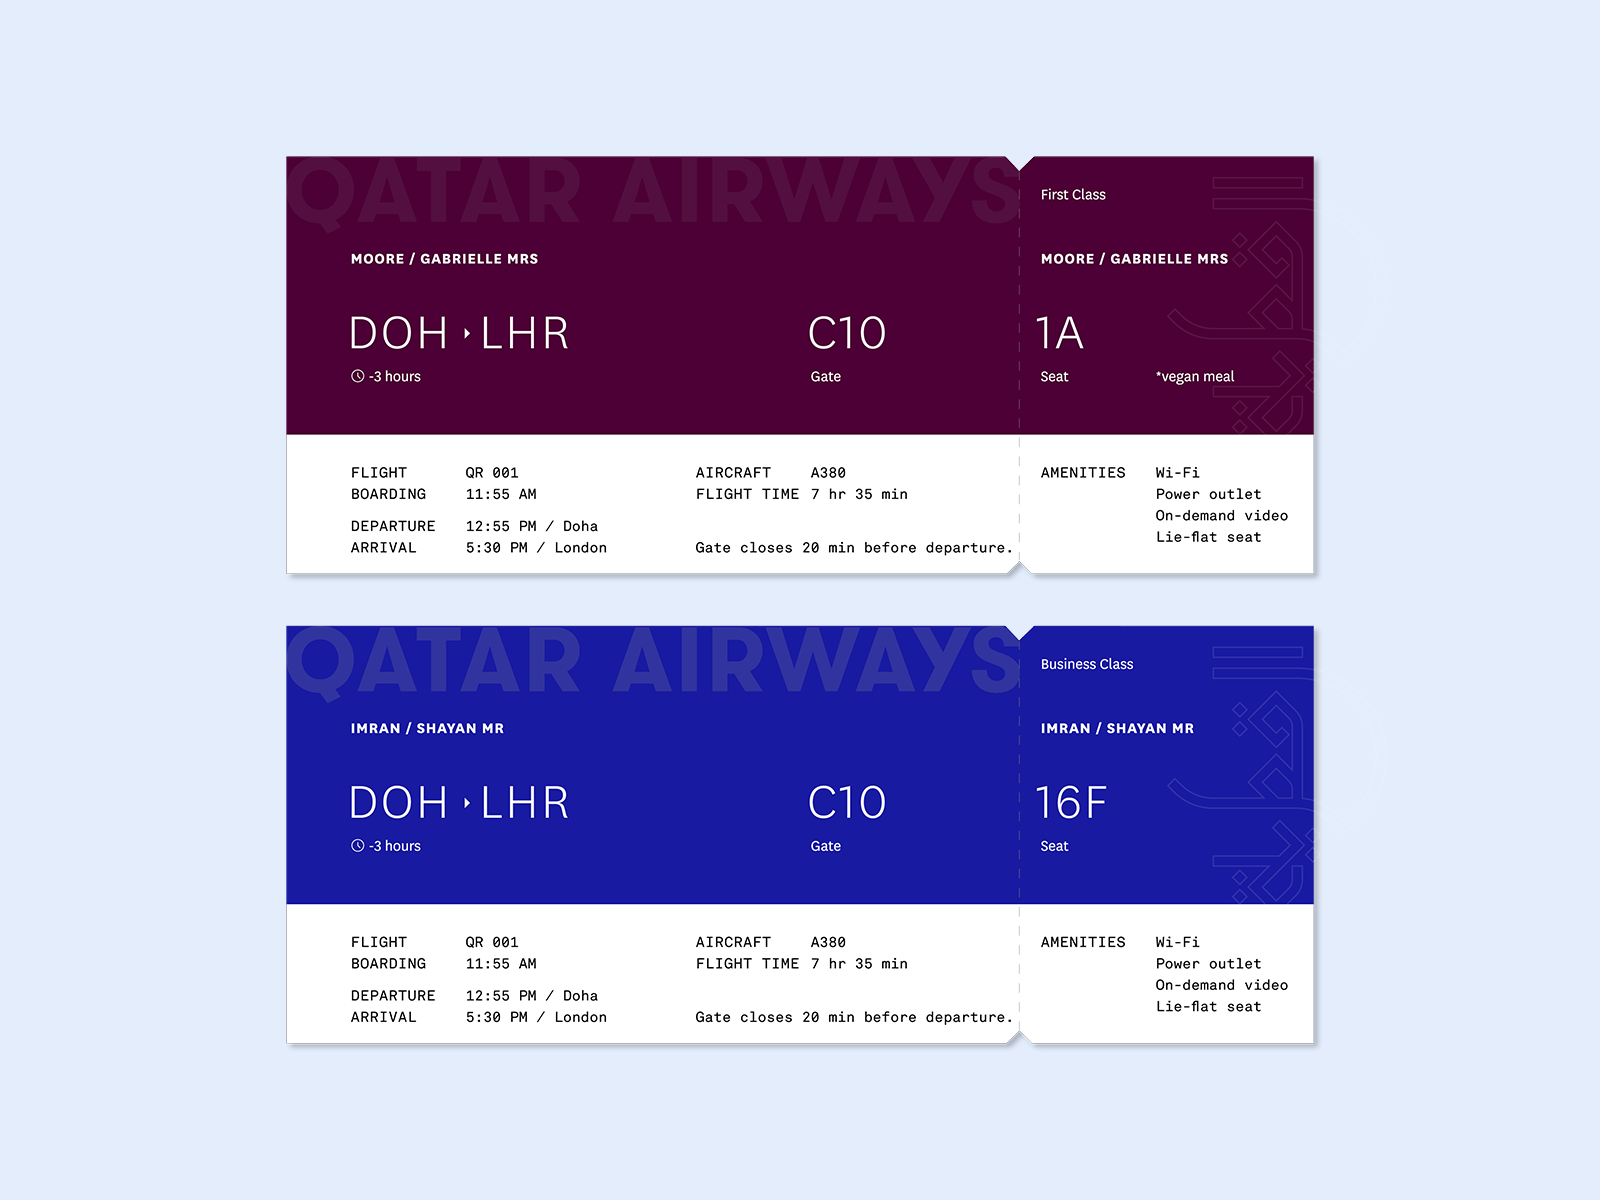 QATAR AIRWAYS
First Class
MOORE / GABRIELLE MRS
MOORE / GABRIELLE MRS
DOH LHR
C10
1A
-3 hours
Gate
Seat
*vegan meal
القطرية
FLIGHT QR 001
BOARDING 11:55 AM
DEPARTURE 12:55 PM / Doha
ARRIVAL 5:30 PM / London
AIRCRAFT A380
FLIGHT TIME 7 hr 35 min
Gate closes 20 min before departure.
AMENITIES Wi-Fi
Power outlet
On-demand video
Lie-flat seat
QATAR AIRWAYS
Business Class
IMRAN / SHAYAN MR
IMRAN / SHAYAN MR
DOH LHR
C10
16F
-3 hours
Gate
Seat
القطرية
FLIGHT QR 001
BOARDING 11:55 AM
DEPARTURE 12:55 PM / Doha
ARRIVAL 5:30 PM / London
AIRCRAFT A380
FLIGHT TIME 7 hr 35 min
Gate closes 20 min before departure.
AMENITIES Wi-Fi
Power outlet
On-demand video
Lie-flat seat